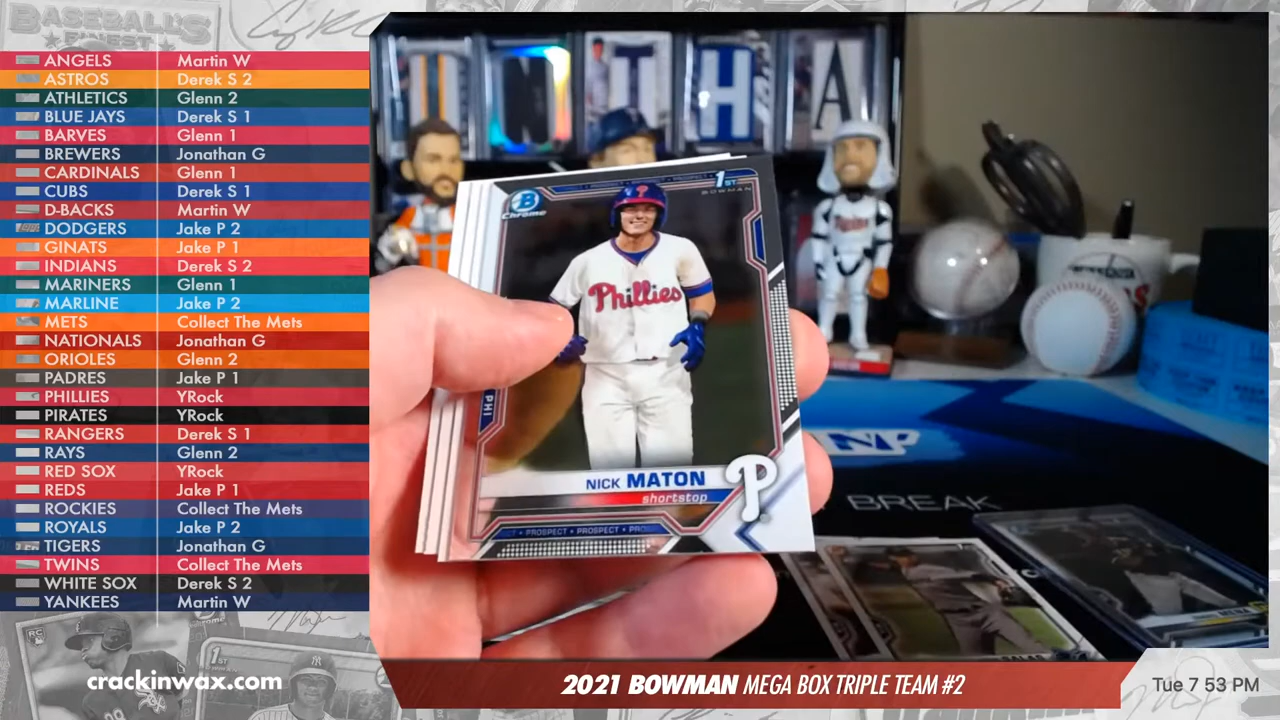 BASEBALL'S
FINEST
ANGELS Martin W
ASTROS Derek S 2
ATHLETICS Glenn 2
BLUE JAYS Derek S 1
BARVES Glenn 1
BREWERS Jonathan G
CARDINALS Glenn 1
CUBS Derek S 1
D-BACKS Martin W
DODGERS Jake P 2
GINATS Jake P 1
INDIANS Derek S 2
MARINERS Glenn 1
MARLINE Jake P 2
METS Collect The Mets
NATIONALS Jonathan G
ORIOLES Glenn 2
PADRES Jake P 1
PHILLIES YRock
PIRATES YRock
RANGERS Derek S 1
RAYS Glenn 2
RED SOX YRock
REDS Jake P 1
ROCKIES Collect The Mets
ROYALS Jake P 2
TIGERS Jonathan G
TWINS Collect The Mets
WHITE SOX Derek S 2
YANKEES Martin W
RC
1ST
crackinwax.com
T H A
Twins
1ST
BOWMAN
B
Chrome
Phillies
PHI
NICK MATON
shortstop
P
PROSPECT • PROSPECT • PRO
BREAK
2021 BOWMAN MEGA BOX TRIPLE TEAM #2
Tue 7 53 PM